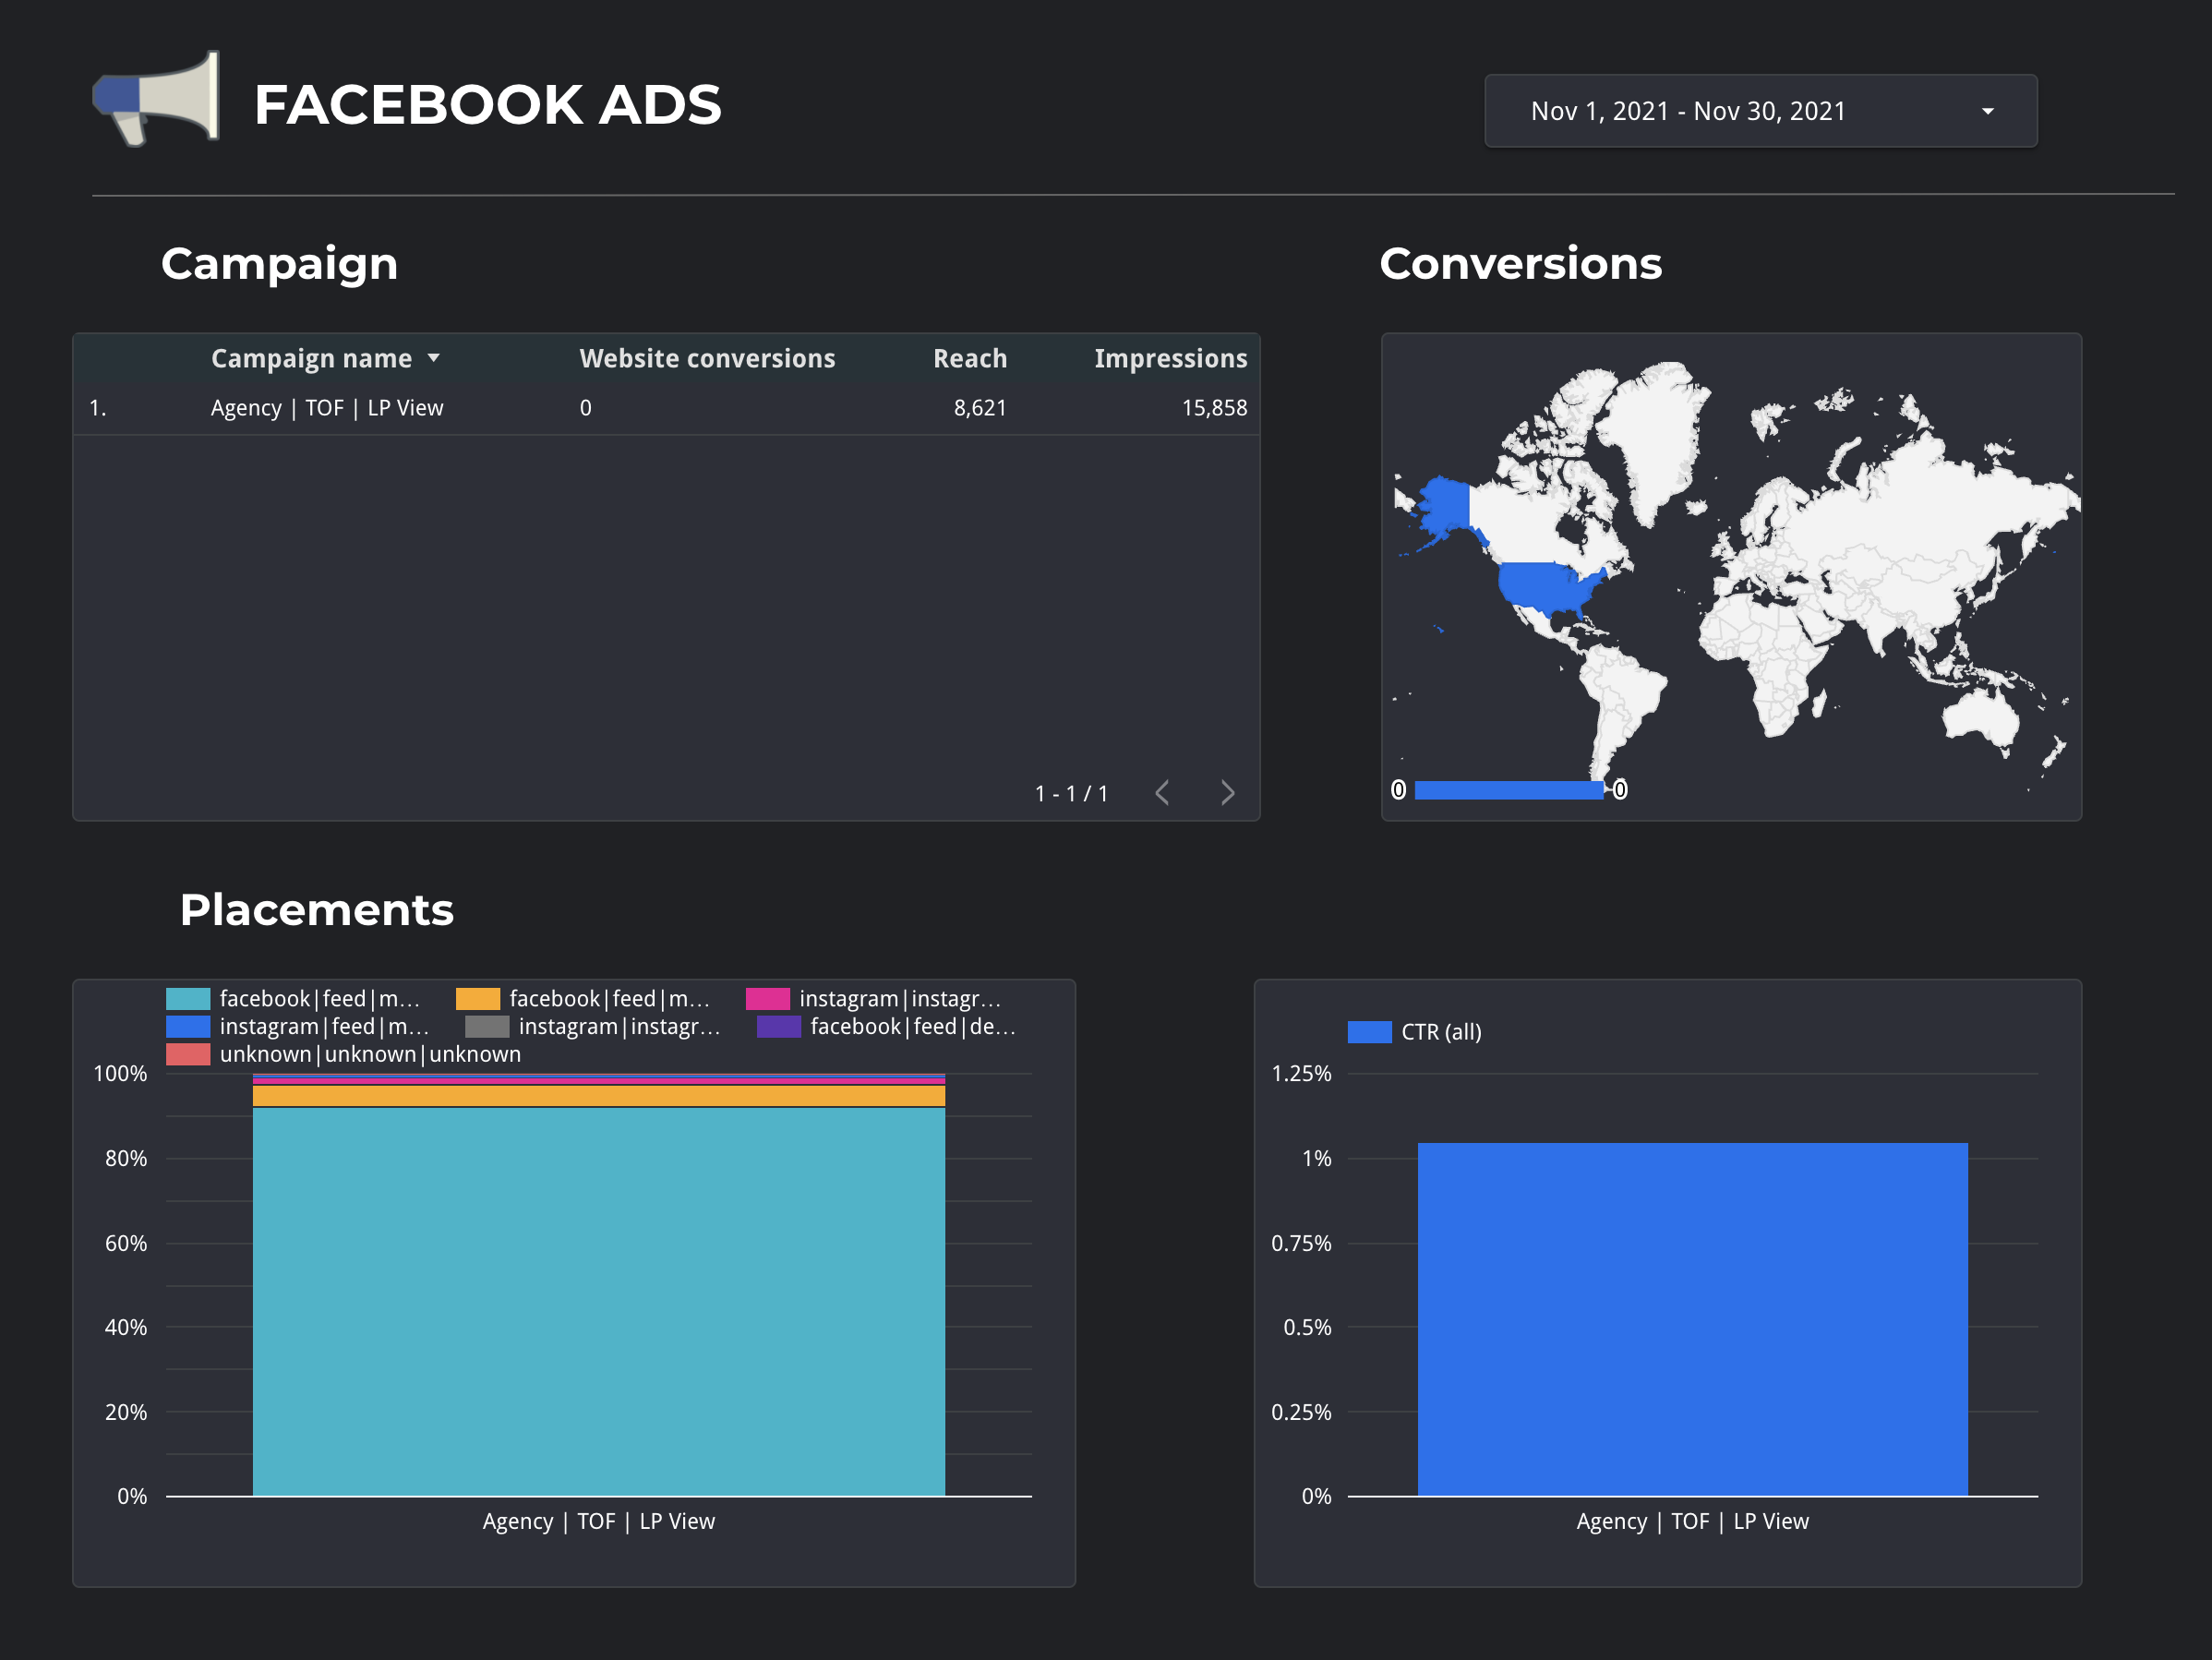 FACEBOOK ADS
Nov 1, 2021 - Nov 30, 2021
Campaign
Conversions
Campaign name Website conversions Reach Impressions
1. Agency | TOF | LP View 0 8,621 15,858
1 - 1 / 1
0 0
Placements
facebook|feed|m... facebook|feed|m... instagram|instagr...
instagram|feed|m... instagram|instagr... facebook|feed|de...
unknown|unknown|unknown
100%
80%
60%
40%
20%
0%
Agency | TOF | LP View
CTR (all)
1.25%
1%
0.75%
0.5%
0.25%
0%
Agency | TOF | LP View